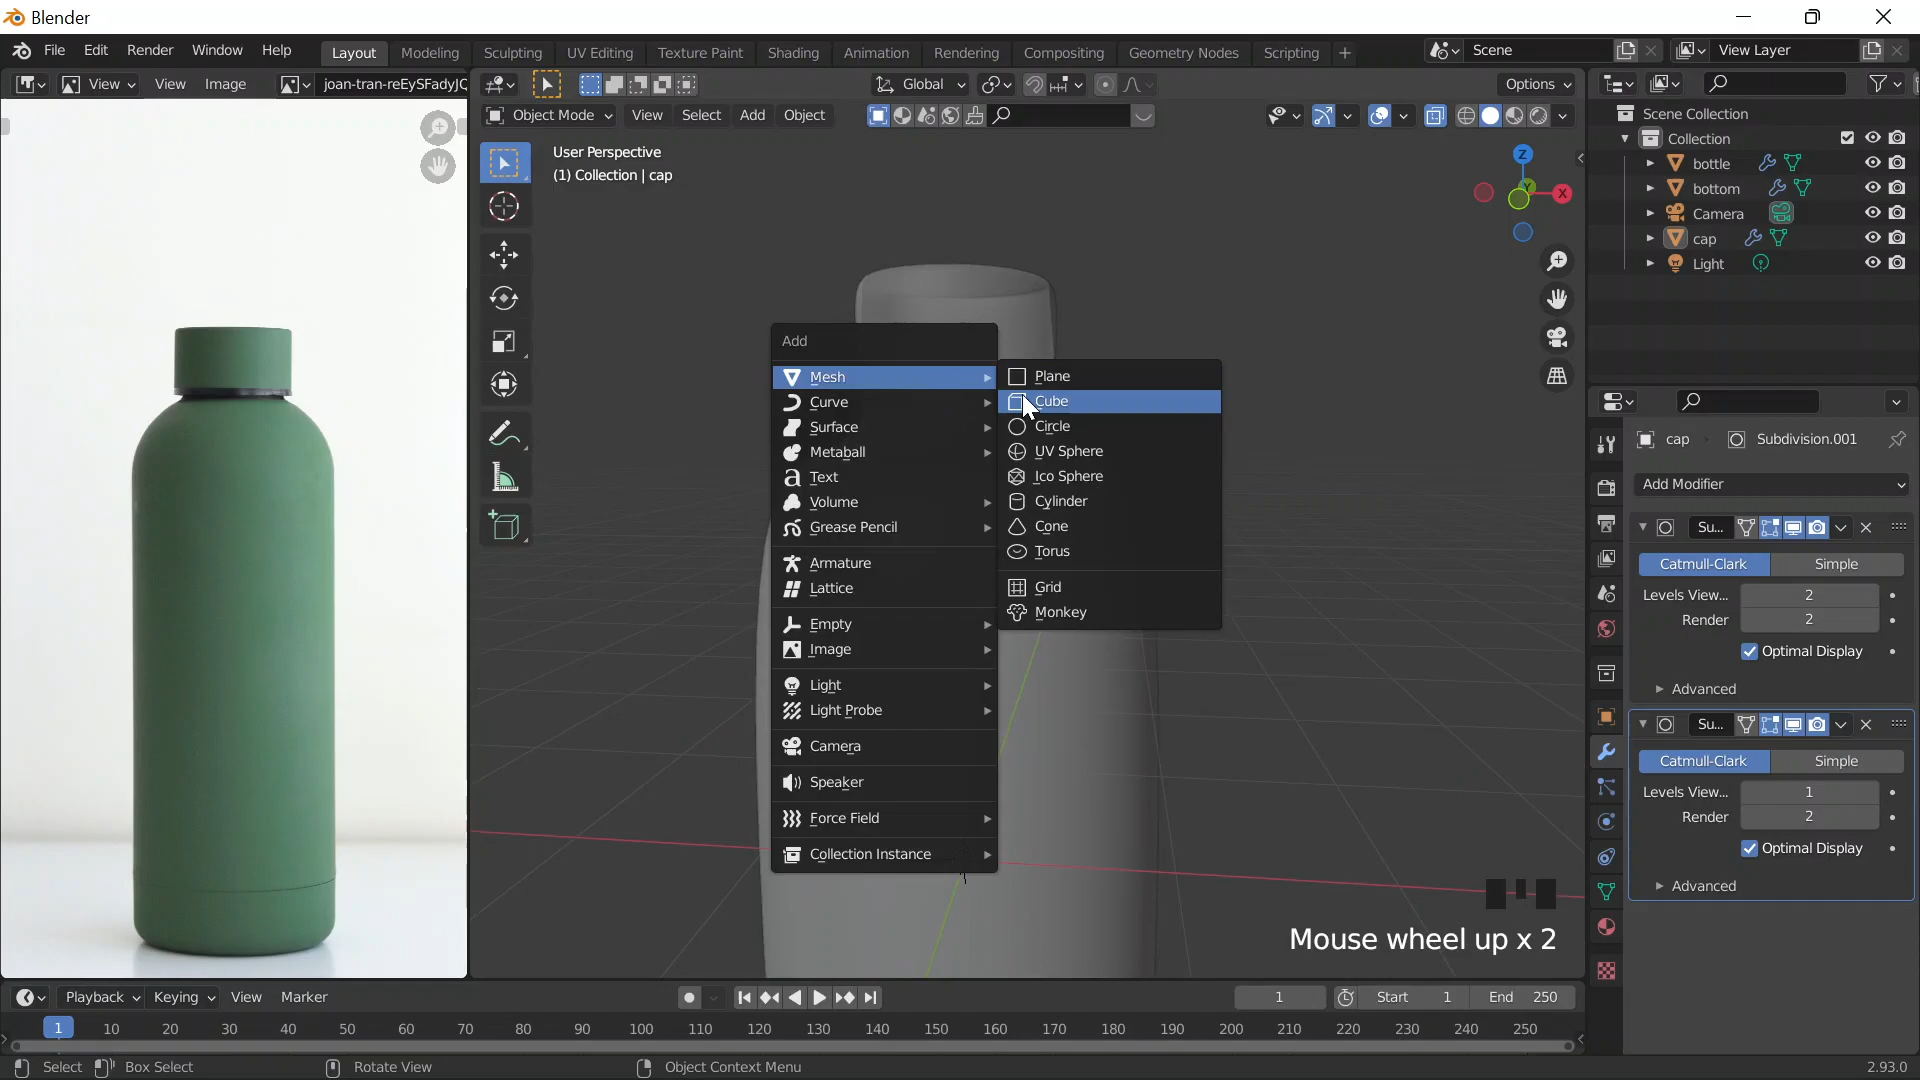 Blender
File Edit Render Window Help Layout Modeling Sculpting UV Editing Texture Paint Shading Animation Rendering Compositing Geometry Nodes Scripting + Scene View Layer
View View Image joan-tran-reEySFadyJQ Global Options
Object Mode View Select Add Object
User Perspective
(1) Collection | cap
Z
Y
X
Scene Collection
Collection
bottle
bottom
Camera
cap
Light
Add
Mesh
Curve
Surface
Metaball
Text
Volume
Grease Pencil
Armature
Lattice
Empty
Image
Light
Light Probe
Camera
Speaker
Force Field
Collection Instance
Plane
Cube
Circle
UV Sphere
Ico Sphere
Cylinder
Cone
Torus
Grid
Monkey
cap Subdivision.001
Add Modifier
Su...
Catmull-Clark Simple
Levels View... 2
Render 2
Optimal Display
Advanced
Su...
Catmull-Clark Simple
Levels View... 1
Render 2
Optimal Display
Advanced
Mouse wheel up x 2
Playback Keying View Marker 1 Start 1 End 250
1 10 20 30 40 50 60 70 80 90 100 110 120 130 140 150 160 170 180 190 200 210 220 230 240 250
Select Box Select Rotate View Object Context Menu 2.93.0